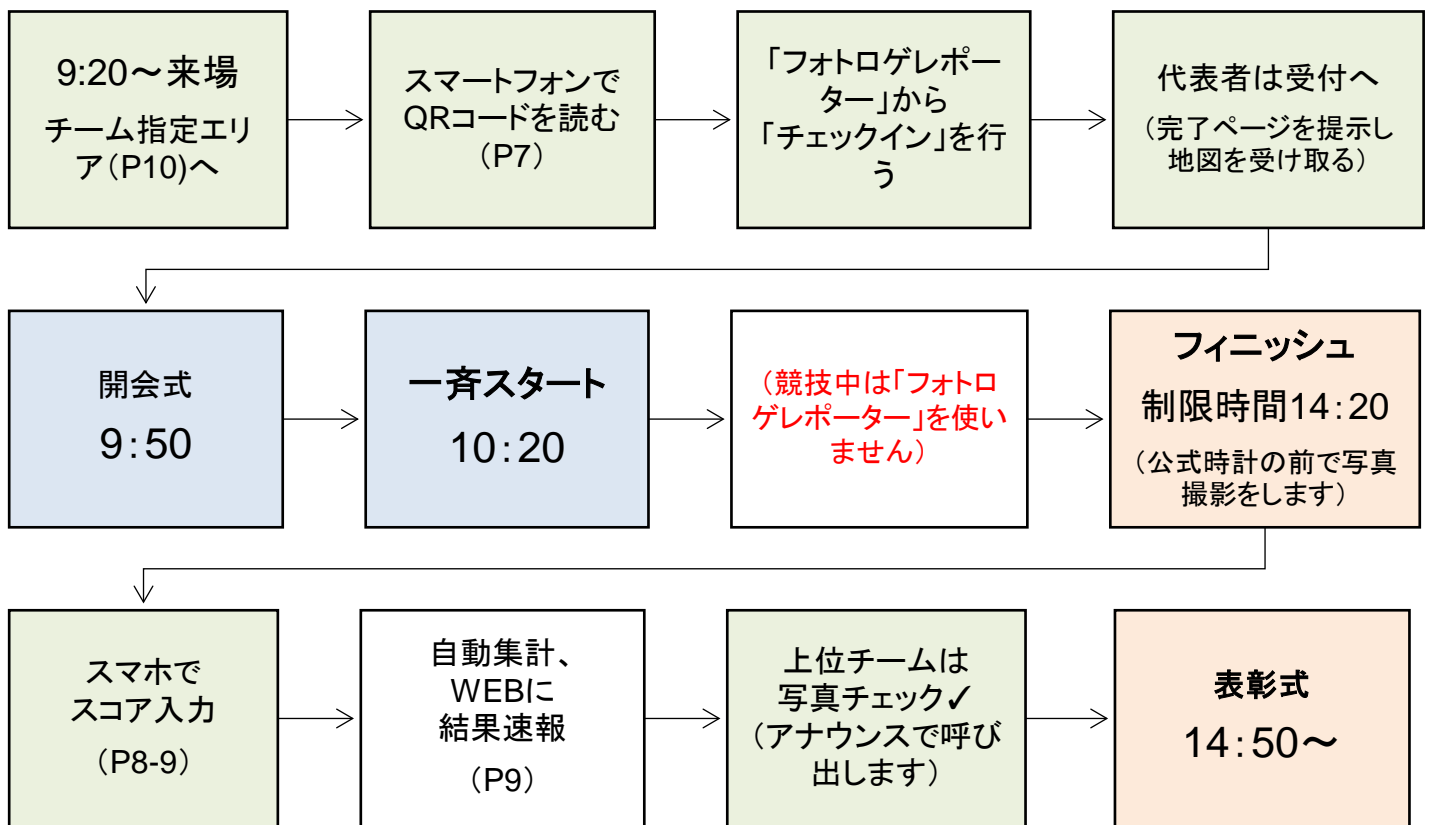 9:20～来場
チーム指定エリ
ア（P10)へ
スマートフォンで
QRコードを読む
（P7）
「フォトロゲレポー
ター」から
「チェックイン」を行
う
代表者は受付へ
（完了ページを提示し
地図を受け取る）
開会式
9：50
一斉スタート
10：20
（競技中は「フォトロ
ゲレポーター」を使い
ません）
フィニッシュ
制限時間14：20
（公式時計の前で写真
撮影をします）
スマホで
スコア入力
（P8-9）
自動集計、
WEBに
結果速報
（P9）
上位チームは
写真チェック✓
（アナウンスで呼び
出します）
表彰式
14：50～